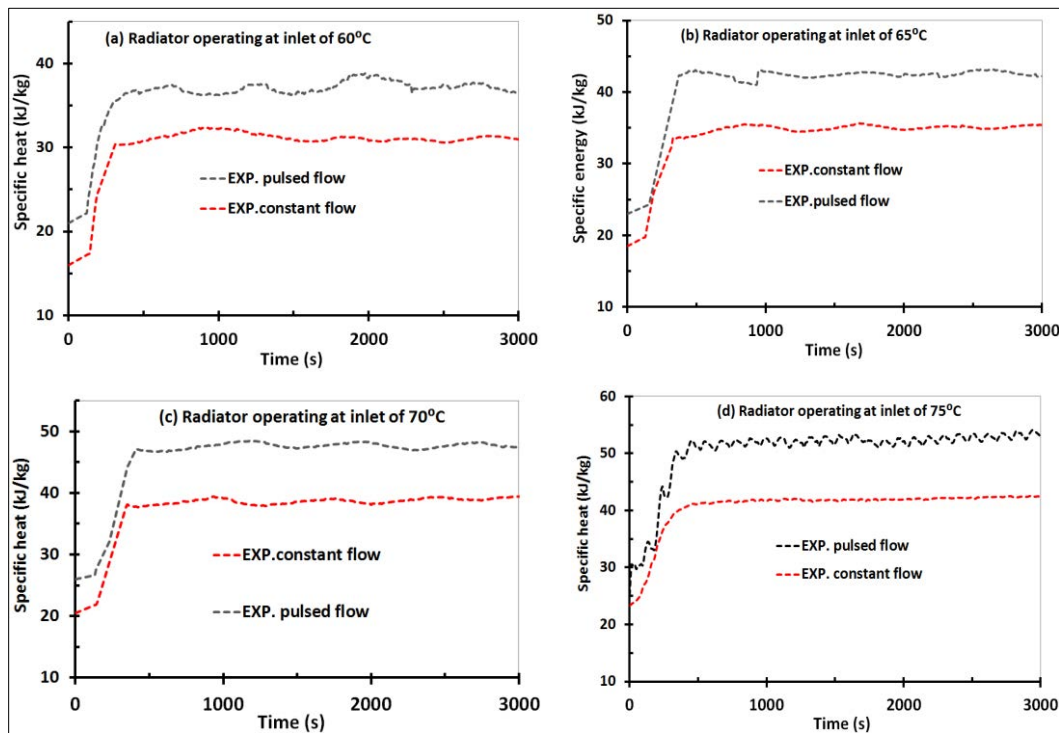 (a) Radiator operating at inlet of 60°C
Specific heat (kJ/kg)
40
30
20
10
EXP. pulsed flow
EXP.constant flow
0
1000
2000
3000
Time (s)
(b) Radiator operating at inlet of 65°C
Specific energy (kJ/kg)
50
40
30
20
10
EXP.constant flow
EXP.pulsed flow
0
1000
2000
3000
Time (s)
(c) Radiator operating at inlet of 70°C
Specific heat (kJ/kg)
50
40
30
20
10
EXP.constant flow
EXP. pulsed flow
0
1000
2000
3000
Time (s)
(d) Radiator operating at inlet of 75°C
Specific heat (kJ/kg)
60
50
40
30
20
10
EXP. pulsed flow
EXP. constant flow
0
1000
2000
3000
Time (s)